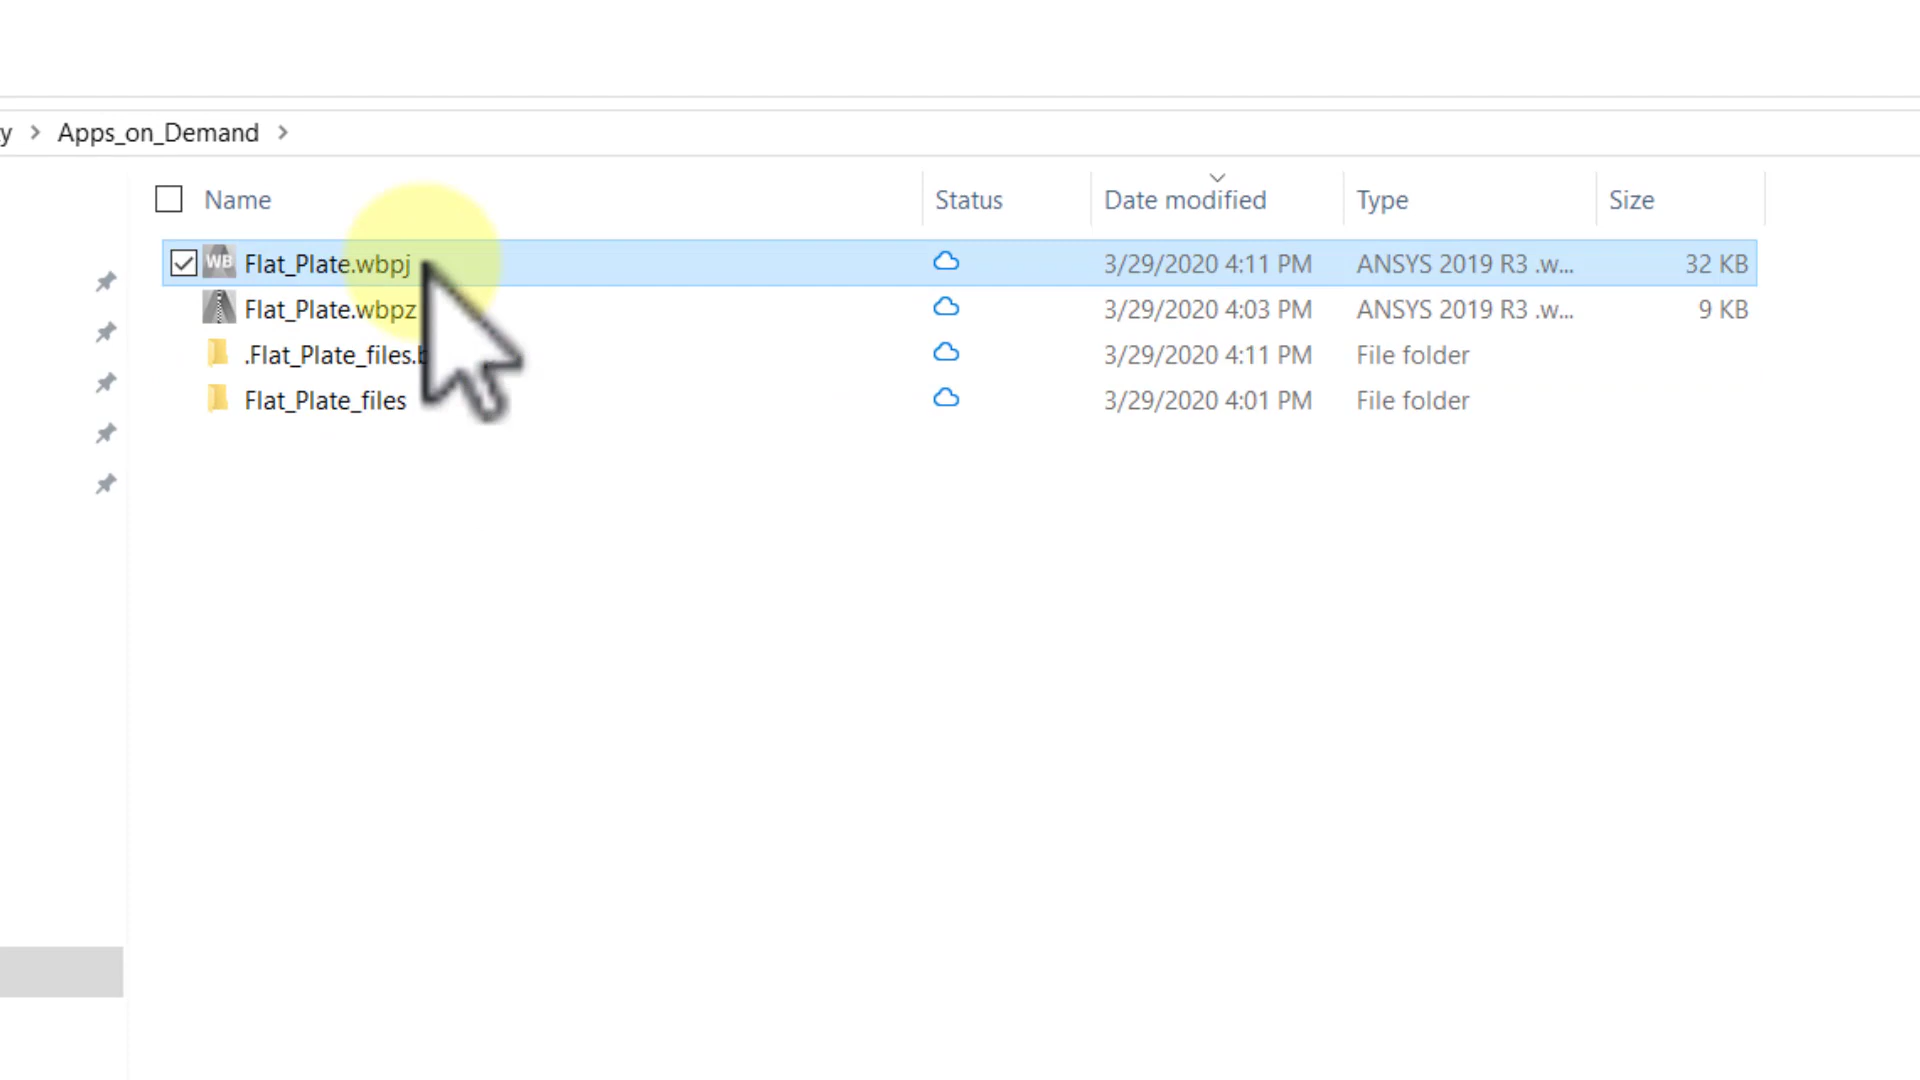 y > Apps_on_Demand >
Name Status Date modified Type Size
WB Flat_Plate.wbpj 3/29/2020 4:11 PM ANSYS 2019 R3 .w... 32 KB
Flat_Plate.wbpz 3/29/2020 4:03 PM ANSYS 2019 R3 .w... 9 KB
.Flat_Plate_files.b 3/29/2020 4:11 PM File folder
Flat_Plate_files 3/29/2020 4:01 PM File folder